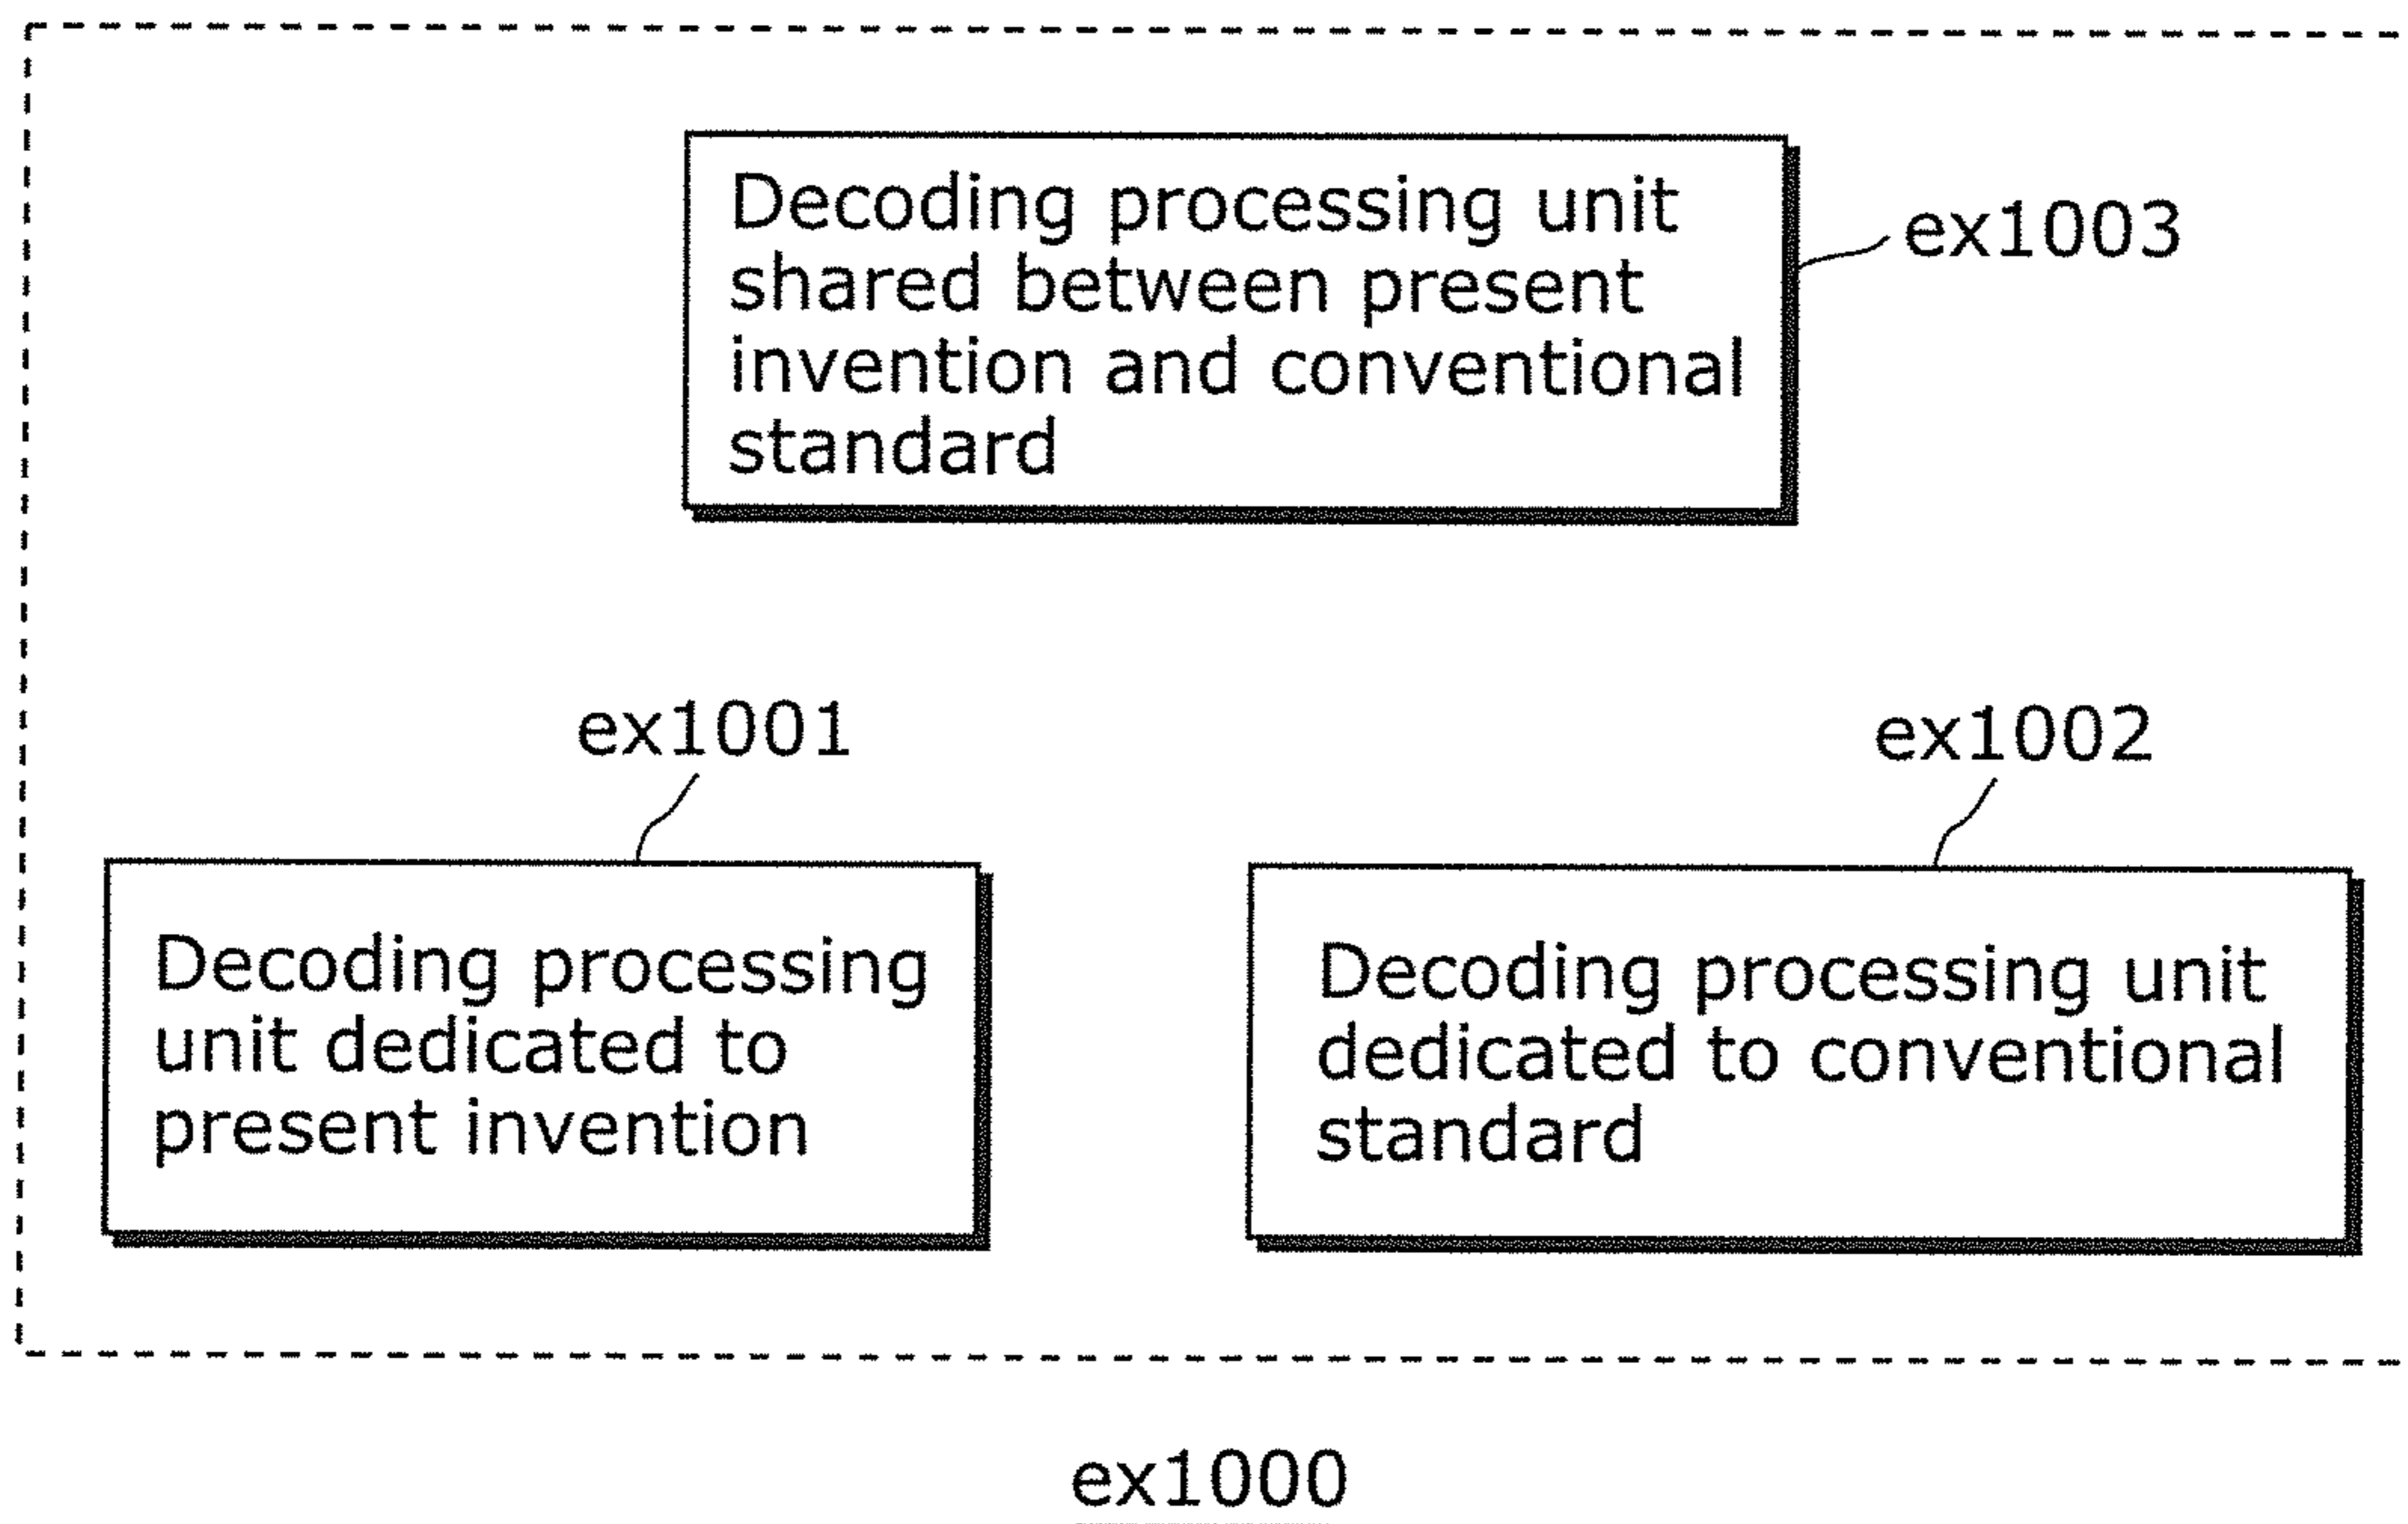 Decoding processing unit
shared between present
invention and conventional
standard
ex1003
ex1001
ex1002
Decoding processing
unit dedicated to
present invention
Decoding processing unit
dedicated to conventional
standard
ex1000